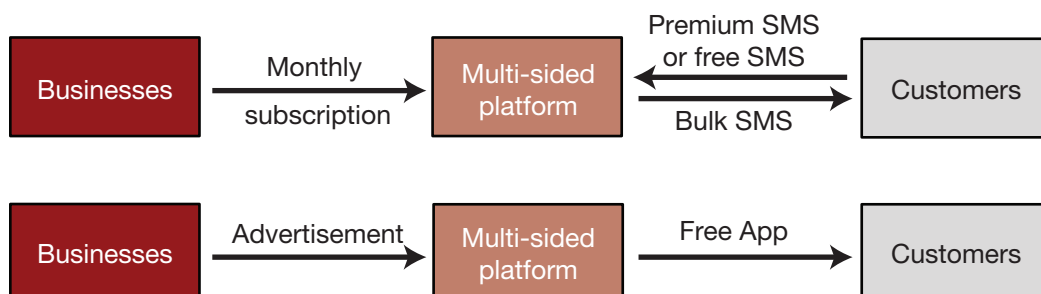 Businesses
Monthly
subscription
Multi-sided
platform
Premium SMS
or free SMS
Bulk SMS
Customers
Businesses
Advertisement
Multi-sided
platform
Free App
Customers